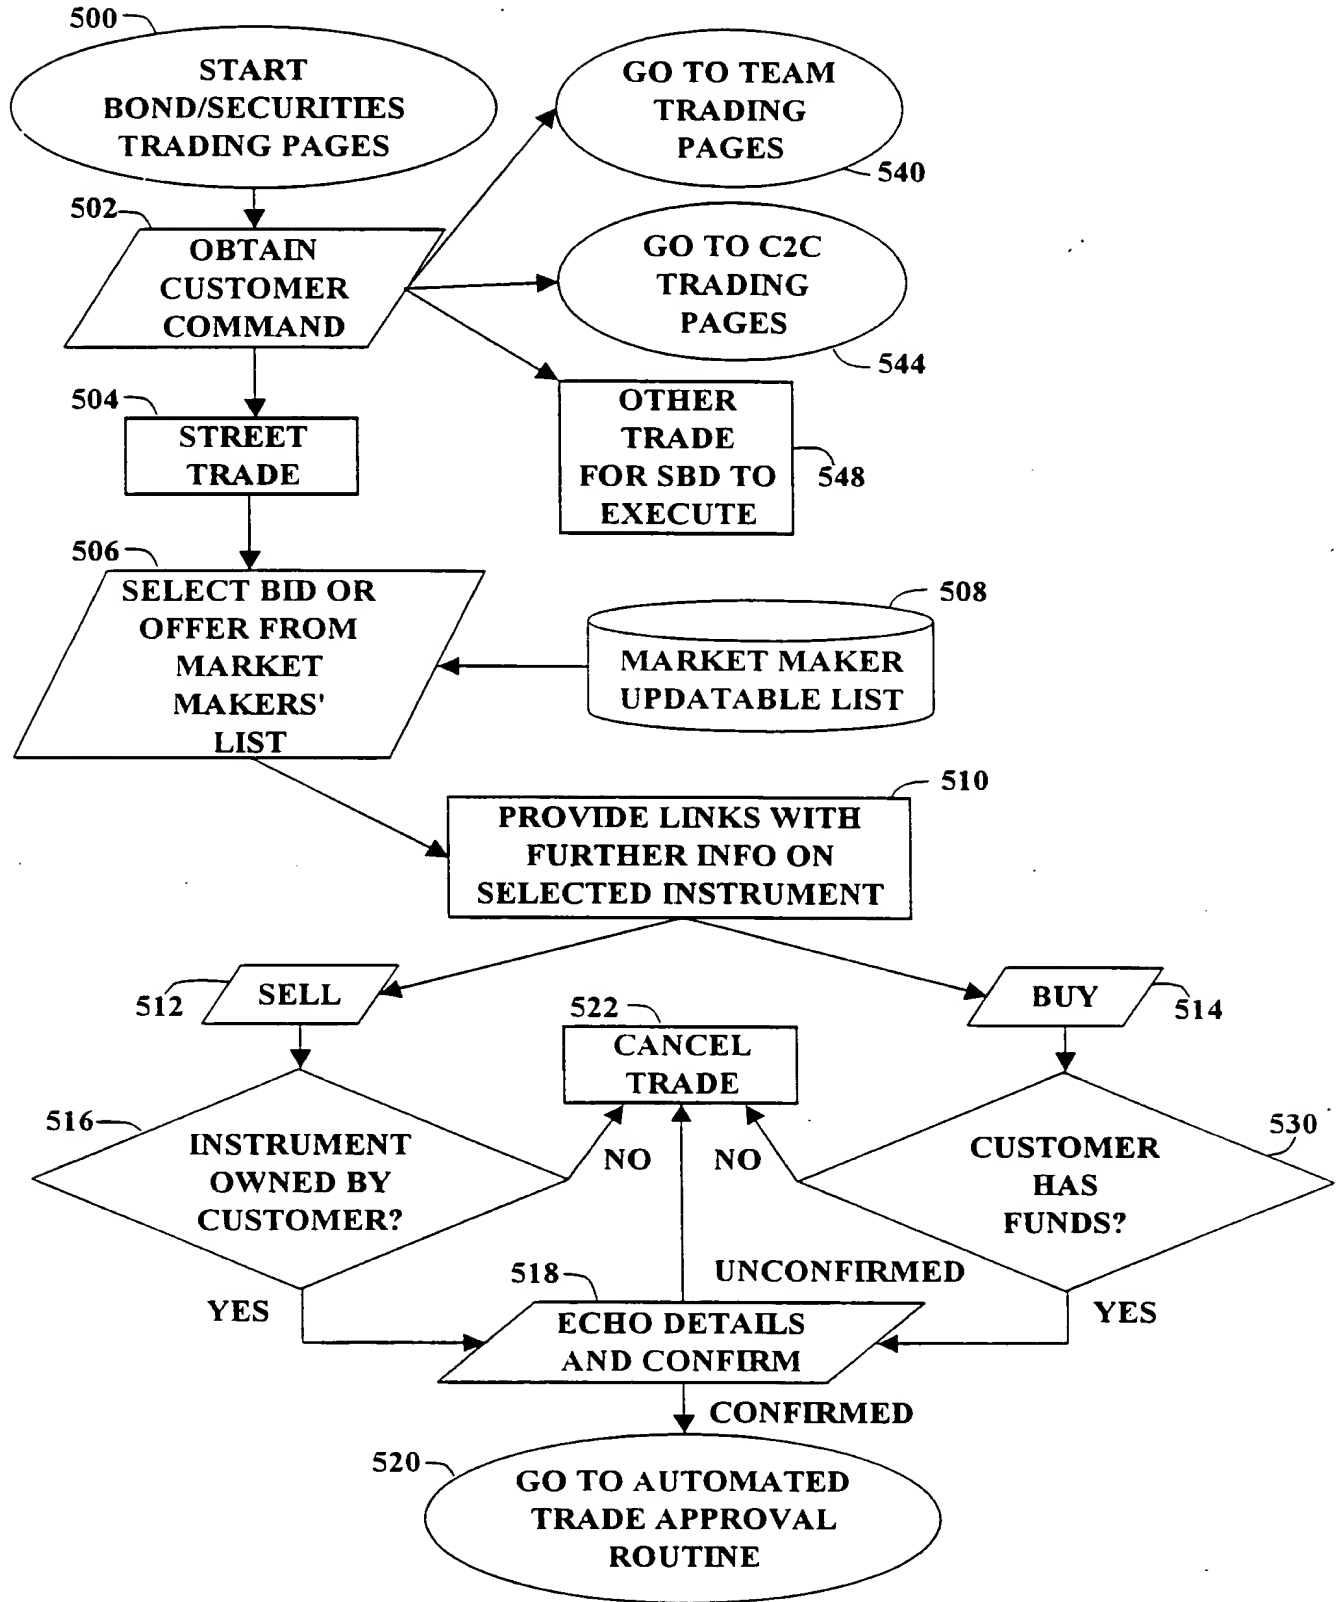 500
START
BOND/SECURITIES
TRADING PAGES
GO TO TEAM
TRADING
PAGES
540
502
OBTAIN
CUSTOMER
COMMAND
GO TO C2C
TRADING
PAGES
544
504
STREET
TRADE
OTHER
TRADE
FOR SBD TO
EXECUTE
548
506
SELECT BID OR
OFFER FROM
MARKET
MAKERS'
LIST
508
MARKET MAKER
UPDATABLE LIST
510
PROVIDE LINKS WITH
FURTHER INFO ON
SELECTED INSTRUMENT
512
SELL
522
CANCEL
TRADE
BUY
514
516
INSTRUMENT
OWNED BY
CUSTOMER?
NO
NO
530
CUSTOMER
HAS
FUNDS?
YES
518
UNCONFIRMED
YES
ECHO DETAILS
AND CONFIRM
CONFIRMED
520
GO TO AUTOMATED
TRADE APPROVAL
ROUTINE